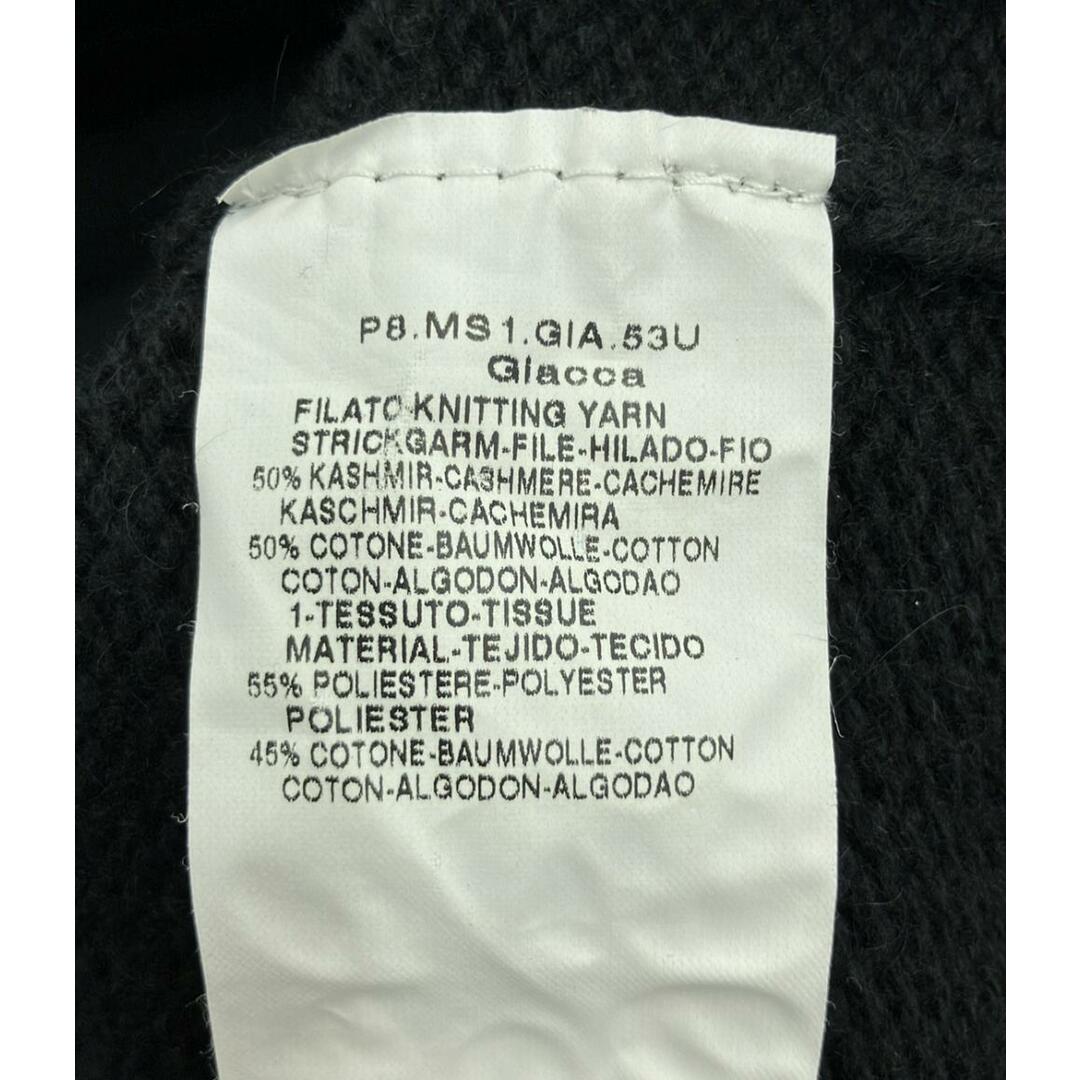 P8.MS1.GIA.53U
Giacca
FILATO-KNITTING YARN
STRICKGARM-FILE-HILADO-FIO
50% KASHMIR-CASHMERE-CACHEMIRE
KASCHMIR-CACHEMIRA
50% COTONE-BAUMWOLLE-COTTON
COTON-ALGODON-ALGODAO
1-TESSUTO-TISSUE
MATERIAL-TEJIDO-TECIDO
55% POLIESTERE-POLYESTER
POLIESTER
45% COTONE-BAUMWOLLE-COTTON
COTON-ALGODON-ALGODAO